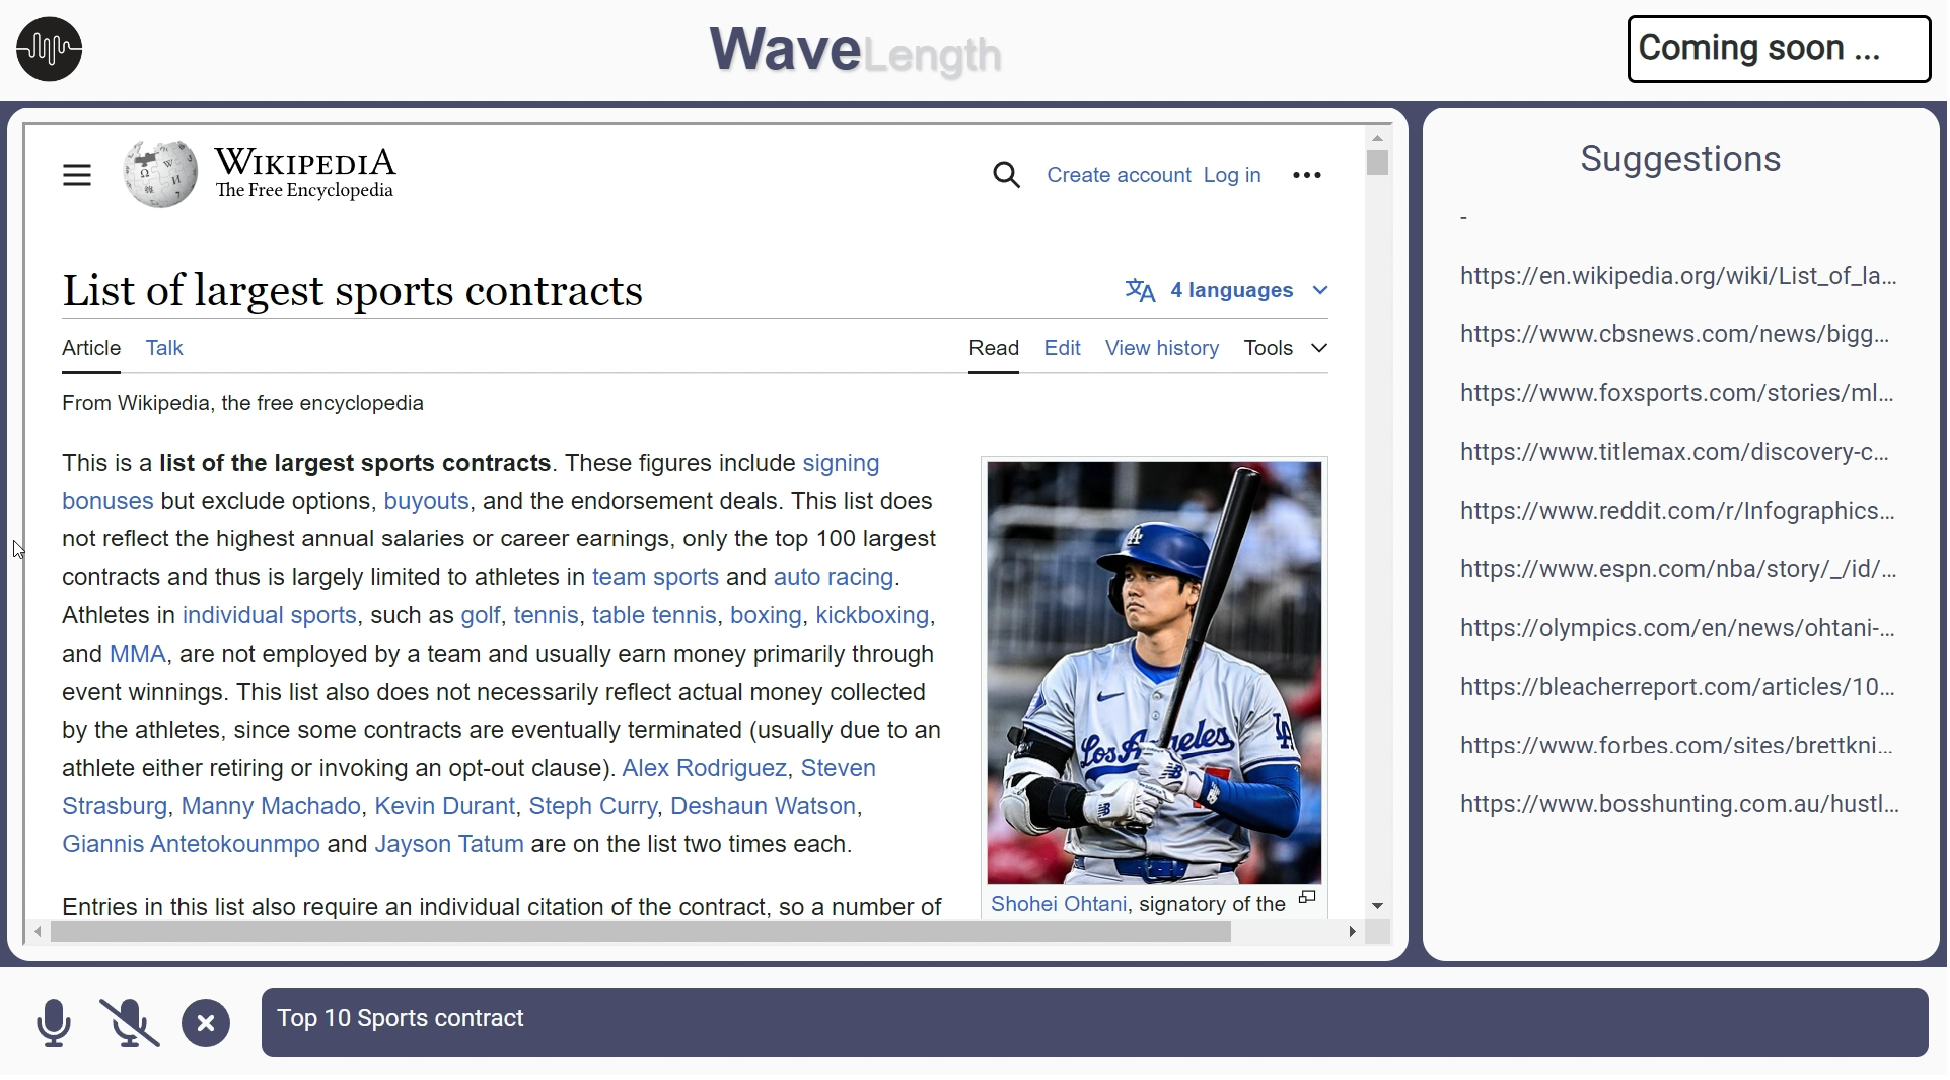 WaveLength
Coming soon ...
WIKIPEDIA
The Free Encyclopedia
Create account Log in
List of largest sports contracts
4 languages
Article Talk
Read Edit View history Tools
From Wikipedia, the free encyclopedia
This is a list of the largest sports contracts. These figures include signing
bonuses but exclude options, buyouts, and the endorsement deals. This list does
not reflect the highest annual salaries or career earnings, only the top 100 largest
contracts and thus is largely limited to athletes in team sports and auto racing.
Athletes in individual sports, such as golf, tennis, table tennis, boxing, kickboxing,
and MMA, are not employed by a team and usually earn money primarily through
event winnings. This list also does not necessarily reflect actual money collected
by the athletes, since some contracts are eventually terminated (usually due to an
athlete either retiring or invoking an opt-out clause). Alex Rodriguez, Steven
Strasburg, Manny Machado, Kevin Durant, Steph Curry, Deshaun Watson,
Giannis Antetokounmpo and Jayson Tatum are on the list two times each.
Entries in this list also require an individual citation of the contract, so a number of
LA
Los Angeles
LA
Shohei Ohtani, signatory of the
Suggestions
-
https://en.wikipedia.org/wiki/List_of_la...
https://www.cbsnews.com/news/bigg...
https://www.foxsports.com/stories/ml...
https://www.titlemax.com/discovery-c...
https://www.reddit.com/r/Infographics...
https://www.espn.com/nba/story/_/id/...
https://olympics.com/en/news/ohtani-...
https://bleacherreport.com/articles/10...
https://www.forbes.com/sites/brettkni...
https://www.bosshunting.com.au/hustl...
Top 10 Sports contract